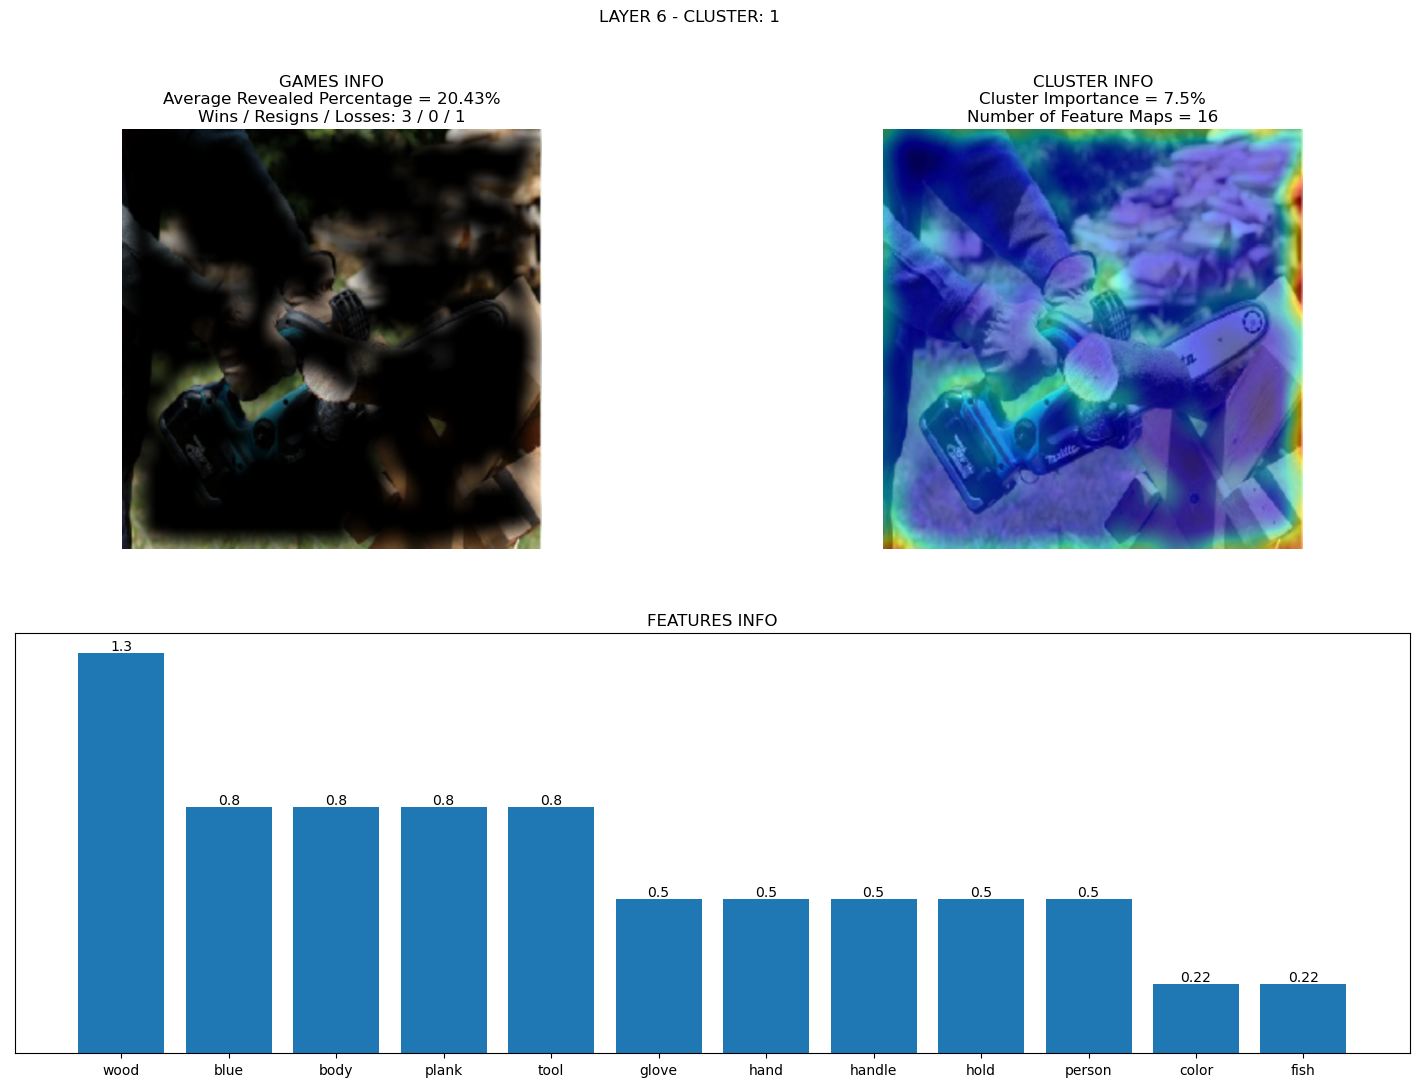 LAYER 6 - CLUSTER: 1
GAMES INFO
Average Revealed Percentage = 20.43%
Wins / Resigns / Losses: 3 / 0 / 1
CLUSTER INFO
Cluster Importance = 7.5%
Number of Feature Maps = 16
FEATURES INFO
1.3
0.8
0.8
0.8
0.8
0.5
0.5
0.5
0.5
0.5
0.22
0.22
wood
blue
body
plank
tool
glove
hand
handle
hold
person
color
fish